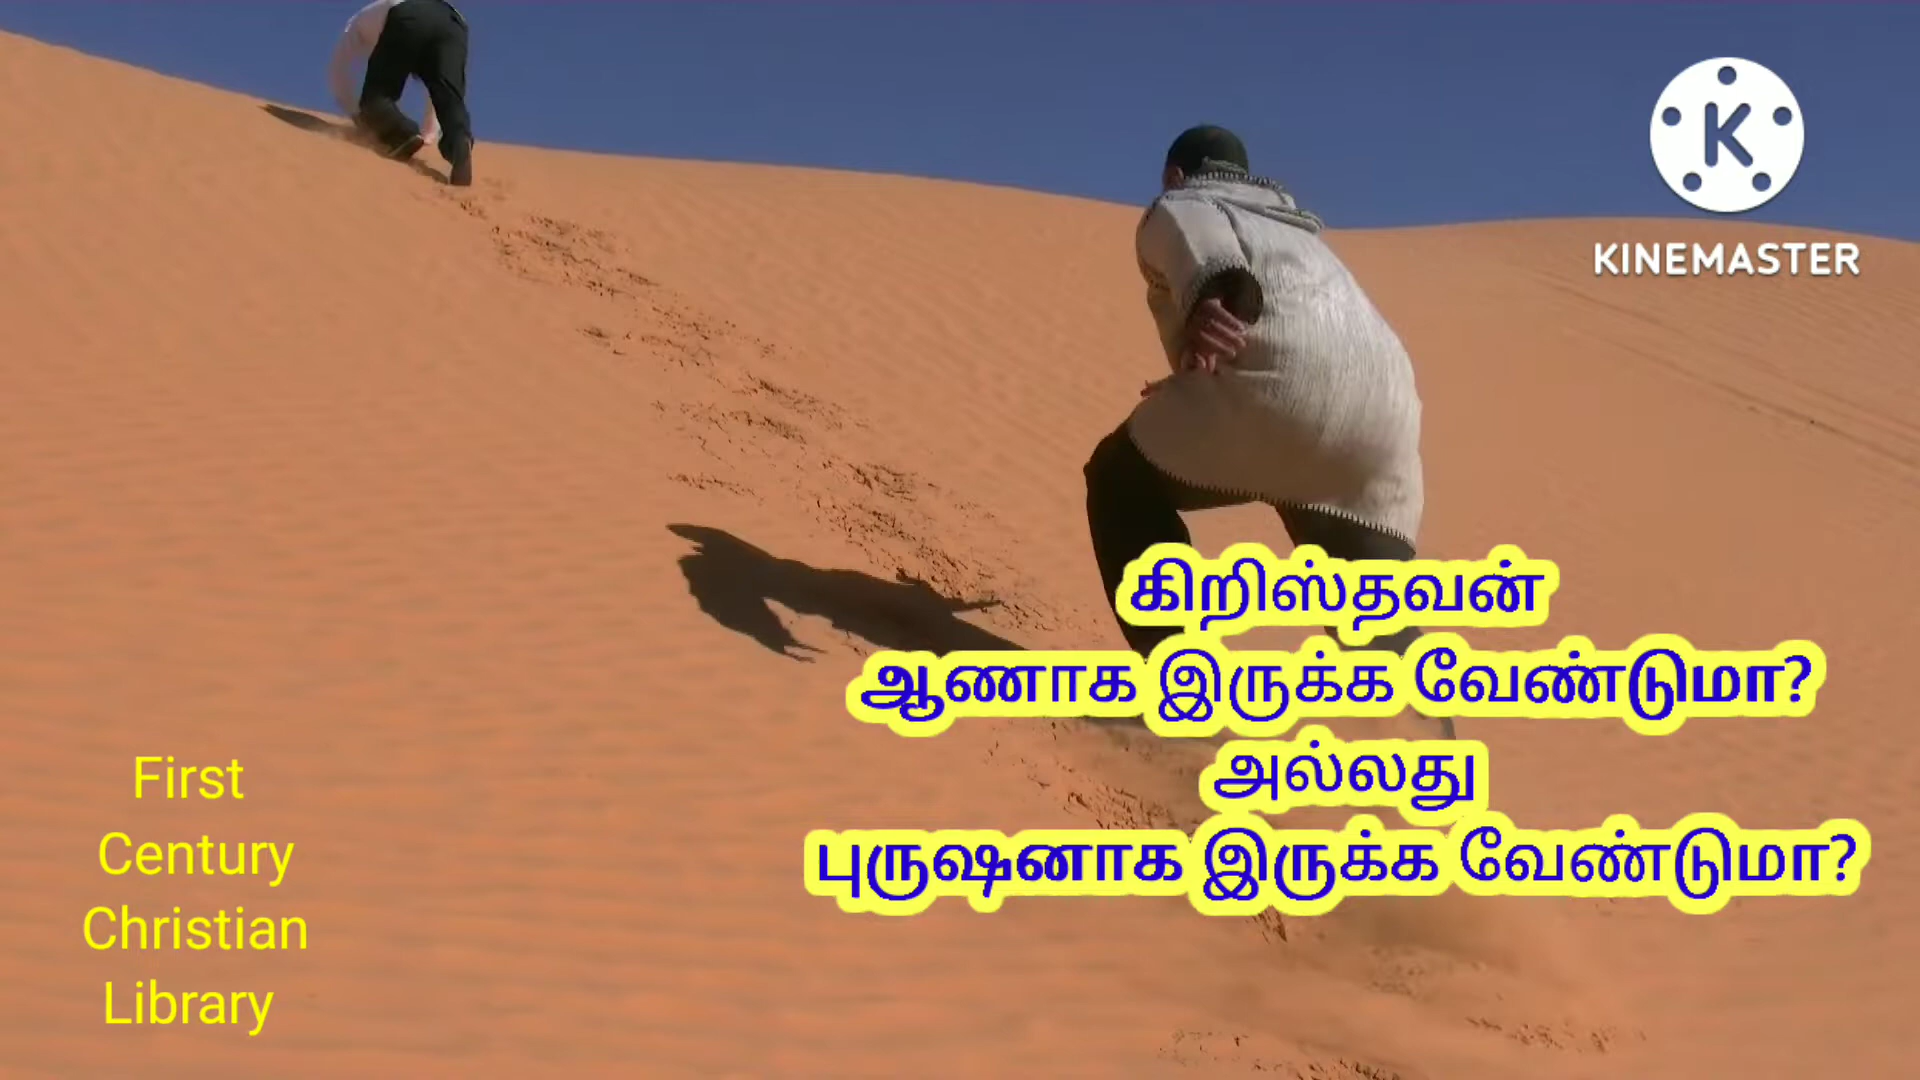 K
KINEMASTER
கிறிஸ்தவன்
ஆணாக இருக்க வேண்டுமா?
அல்லது
புருஷனாக இருக்க வேண்டுமா?
First
Century
Christian
Library